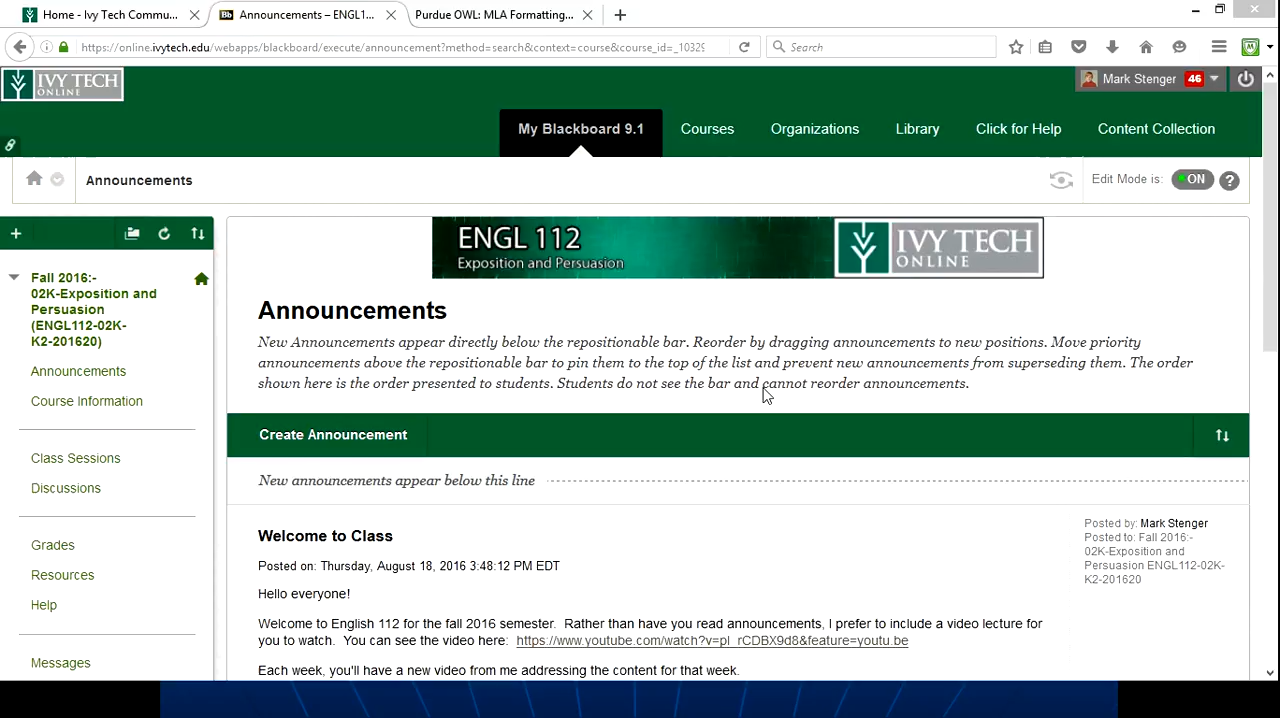 Home - Ivy Tech Commu...
Bb Announcements – ENGL1...
Purdue OWL: MLA Formatting...
https://online.ivytech.edu/webapps/blackboard/execute/announcement?method=search&context=course&course_id=_10329
Search
IVY TECH
ONLINE
Mark Stenger 46
My Blackboard 9.1
Courses
Organizations
Library
Click for Help
Content Collection
Announcements
Edit Mode is: ON ?
Fall 2016:-
02K-Exposition and
Persuasion
(ENGL112-02K-
K2-201620)
Announcements
Course Information
Class Sessions
Discussions
Grades
Resources
Help
Messages
ENGL 112
Exposition and Persuasion
IVY TECH
ONLINE
Announcements
New Announcements appear directly below the repositionable bar. Reorder by dragging announcements to new positions. Move priority
announcements above the repositionable bar to pin them to the top of the list and prevent new announcements from superseding them. The order
shown here is the order presented to students. Students do not see the bar and cannot reorder announcements.
Create Announcement
New announcements appear below this line
Welcome to Class
Posted on: Thursday, August 18, 2016 3:48:12 PM EDT
Hello everyone!
Welcome to English 112 for the fall 2016 semester.  Rather than have you read announcements, I prefer to include a video lecture for
you to watch.  You can see the video here:  https://www.youtube.com/watch?v=pl_rCDBX9d8&feature=youtu.be
Each week, you'll have a new video from me addressing the content for that week.
Posted by: Mark Stenger
Posted to: Fall 2016:-
02K-Exposition and
Persuasion ENGL112-02K-
K2-201620